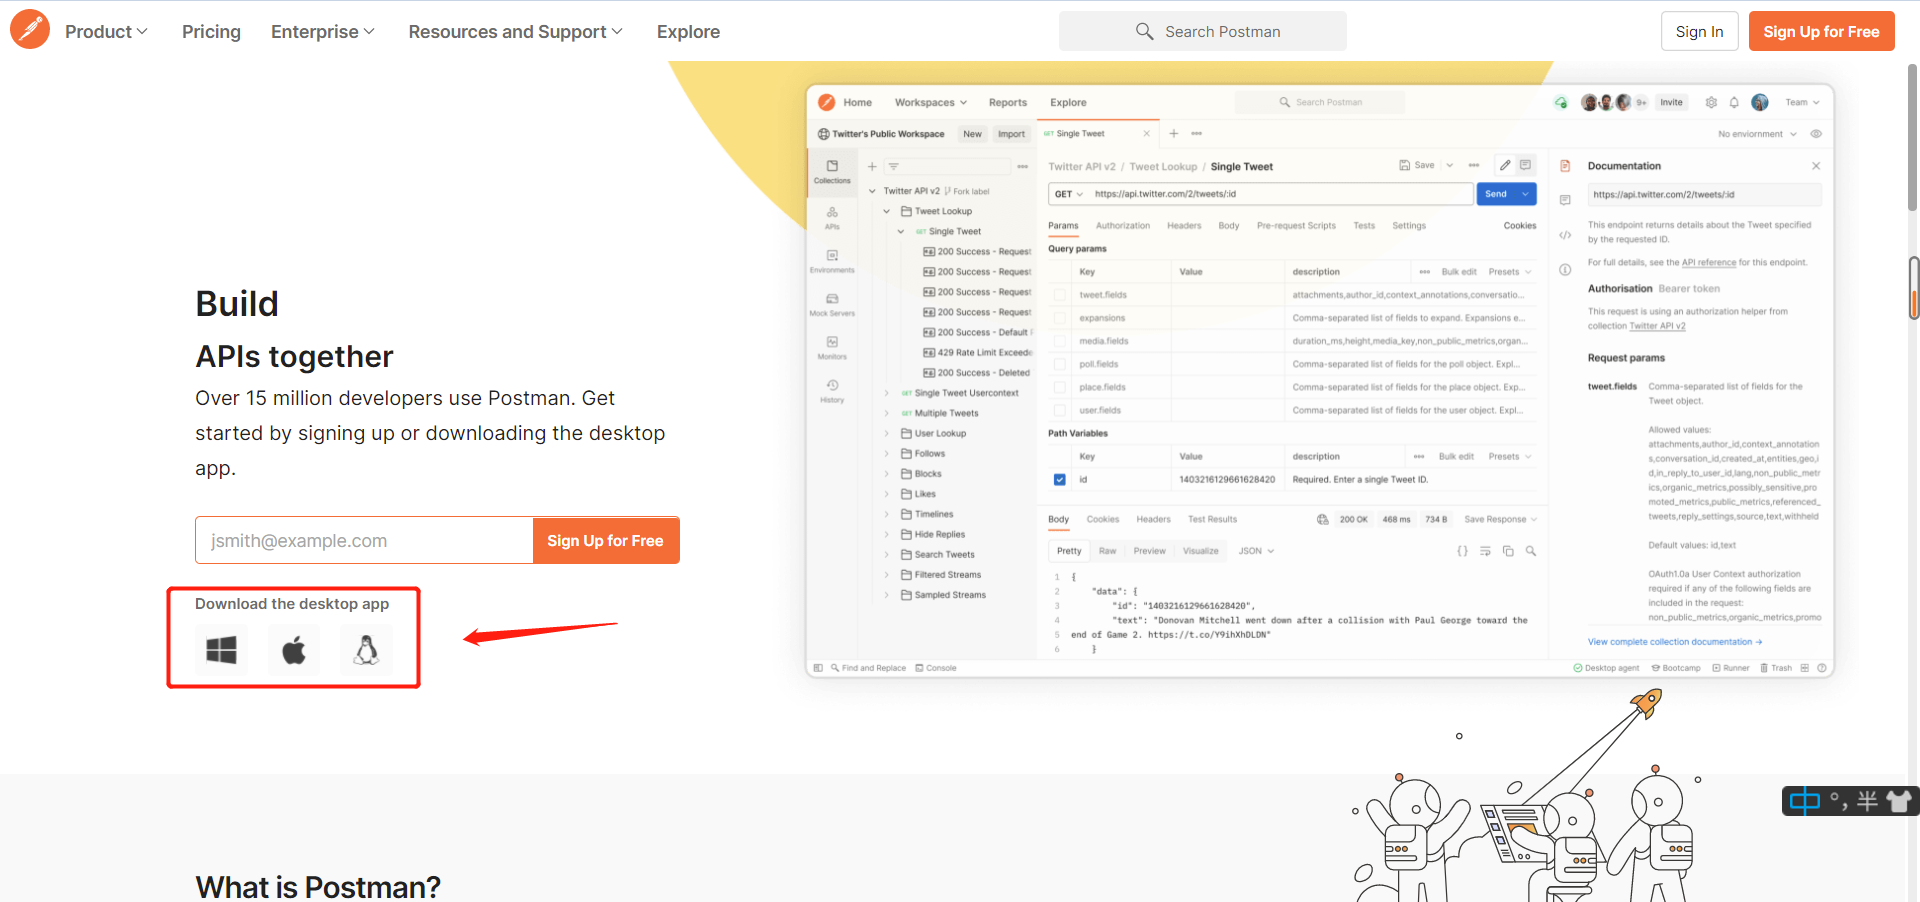 Product
Pricing
Enterprise
Resources and Support
Explore
Search Postman
Sign In
Sign Up for Free
Build
APIs together
Over 15 million developers use Postman. Get
started by signing up or downloading the desktop
app.
jsmith@example.com
Sign Up for Free
Download the desktop app
Home
Workspaces
Reports
Explore
Search Postman
9+
Invite
Team
Twitter's Public Workspace
New
Import
GET Single Tweet
No enviornment
Collections
APIs
Environments
Mock Servers
Monitors
History
Twitter API v2
Fork label
Tweet Lookup
GET Single Tweet
200 Success - Request
200 Success - Request
200 Success - Request
200 Success - Request
200 Success - Default
429 Rate Limit Exceede
200 Success - Deleted
GET Single Tweet Usercontext
GET Multiple Tweets
User Lookup
Follows
Blocks
Likes
Timelines
Hide Replies
Search Tweets
Filtered Streams
Sampled Streams
Twitter API v2 / Tweet Lookup / Single Tweet
Save
GET
https://api.twitter.com/2/tweets/:id
Send
Params
Authorization
Headers
Body
Pre-request Scripts
Tests
Settings
Cookies
Query params
Key
Value
description
Bulk edit
Presets
tweet.fields
attachments,author_id,context_annotations,conversatio...
expansions
Comma-separated list of fields to expand. Expansions e...
media.fields
duration_ms,height,media_key,non_public_metrics,organ...
poll.fields
Comma-separated list of fields for the poll object. Expl...
place.fields
Comma-separated list of fields for the place object. Exp...
user.fields
Comma-separated list of fields for the user object. Expl...
Path Variables
Key
Value
description
Bulk edit
Presets
id
1403216129661628420
Required. Enter a single Tweet ID.
Body
Cookies
Headers
Test Results
200 OK
468 ms
734 B
Save Response
Pretty
Raw
Preview
Visualize
JSON
1 {
2 "data": {
3 "id": "1403216129661628420",
4 "text": "Donovan Mitchell went down after a collision with Paul George toward the
5 end of Game 2. https://t.co/Y9ihXhDLDN"
6 }
Documentation
https://api.twitter.com/2/tweets/:id
This endpoint returns details about the Tweet specified
by the requested ID.
For full details, see the API reference for this endpoint.
Authorisation Bearer token
This request is using an authorization helper from
collection Twitter API v2
Request params
tweet.fields
Comma-separated list of fields for the
Tweet object.
Allowed values:
attachments,author_id,context_annotation
s,conversation_id,created_at,entities,geo,i
d,in_reply_to_user_id,lang,non_public_metr
ics,organic_metrics,possibly_sensitive,pro
moted_metrics,public_metrics,referenced_
tweets,reply_settings,source,text,withheld
Default values: id,text
OAuth1.0a User Context authorization
required if any of the following fields are
included in the request:
non_public_metrics,organic_metrics,promo
View complete collection documentation →
Find and Replace
Console
Desktop agent
Bootcamp
Runner
Trash
中 °, 半
What is Postman?